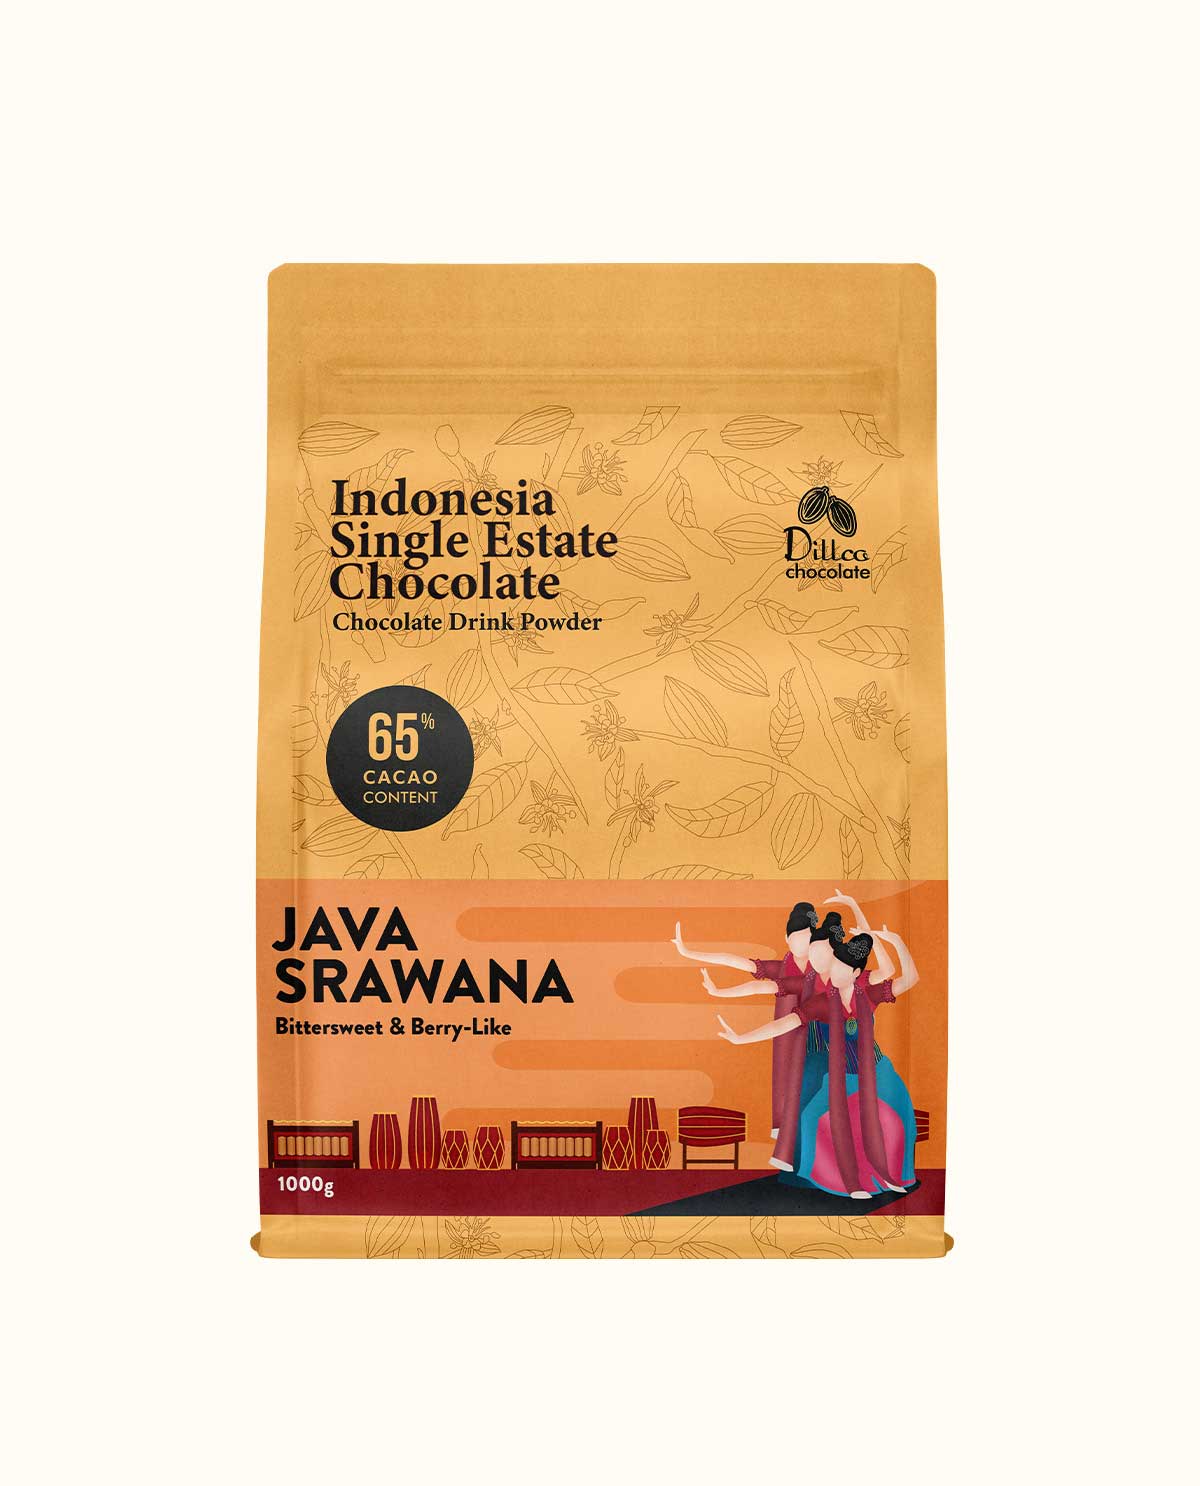 Indonesia
Single Estate
Chocolate
Chocolate Drink Powder
Dillco
chocolate
65%
CACAO
CONTENT
JAVA
SRAWANA
Bittersweet & Berry-Like
1000g